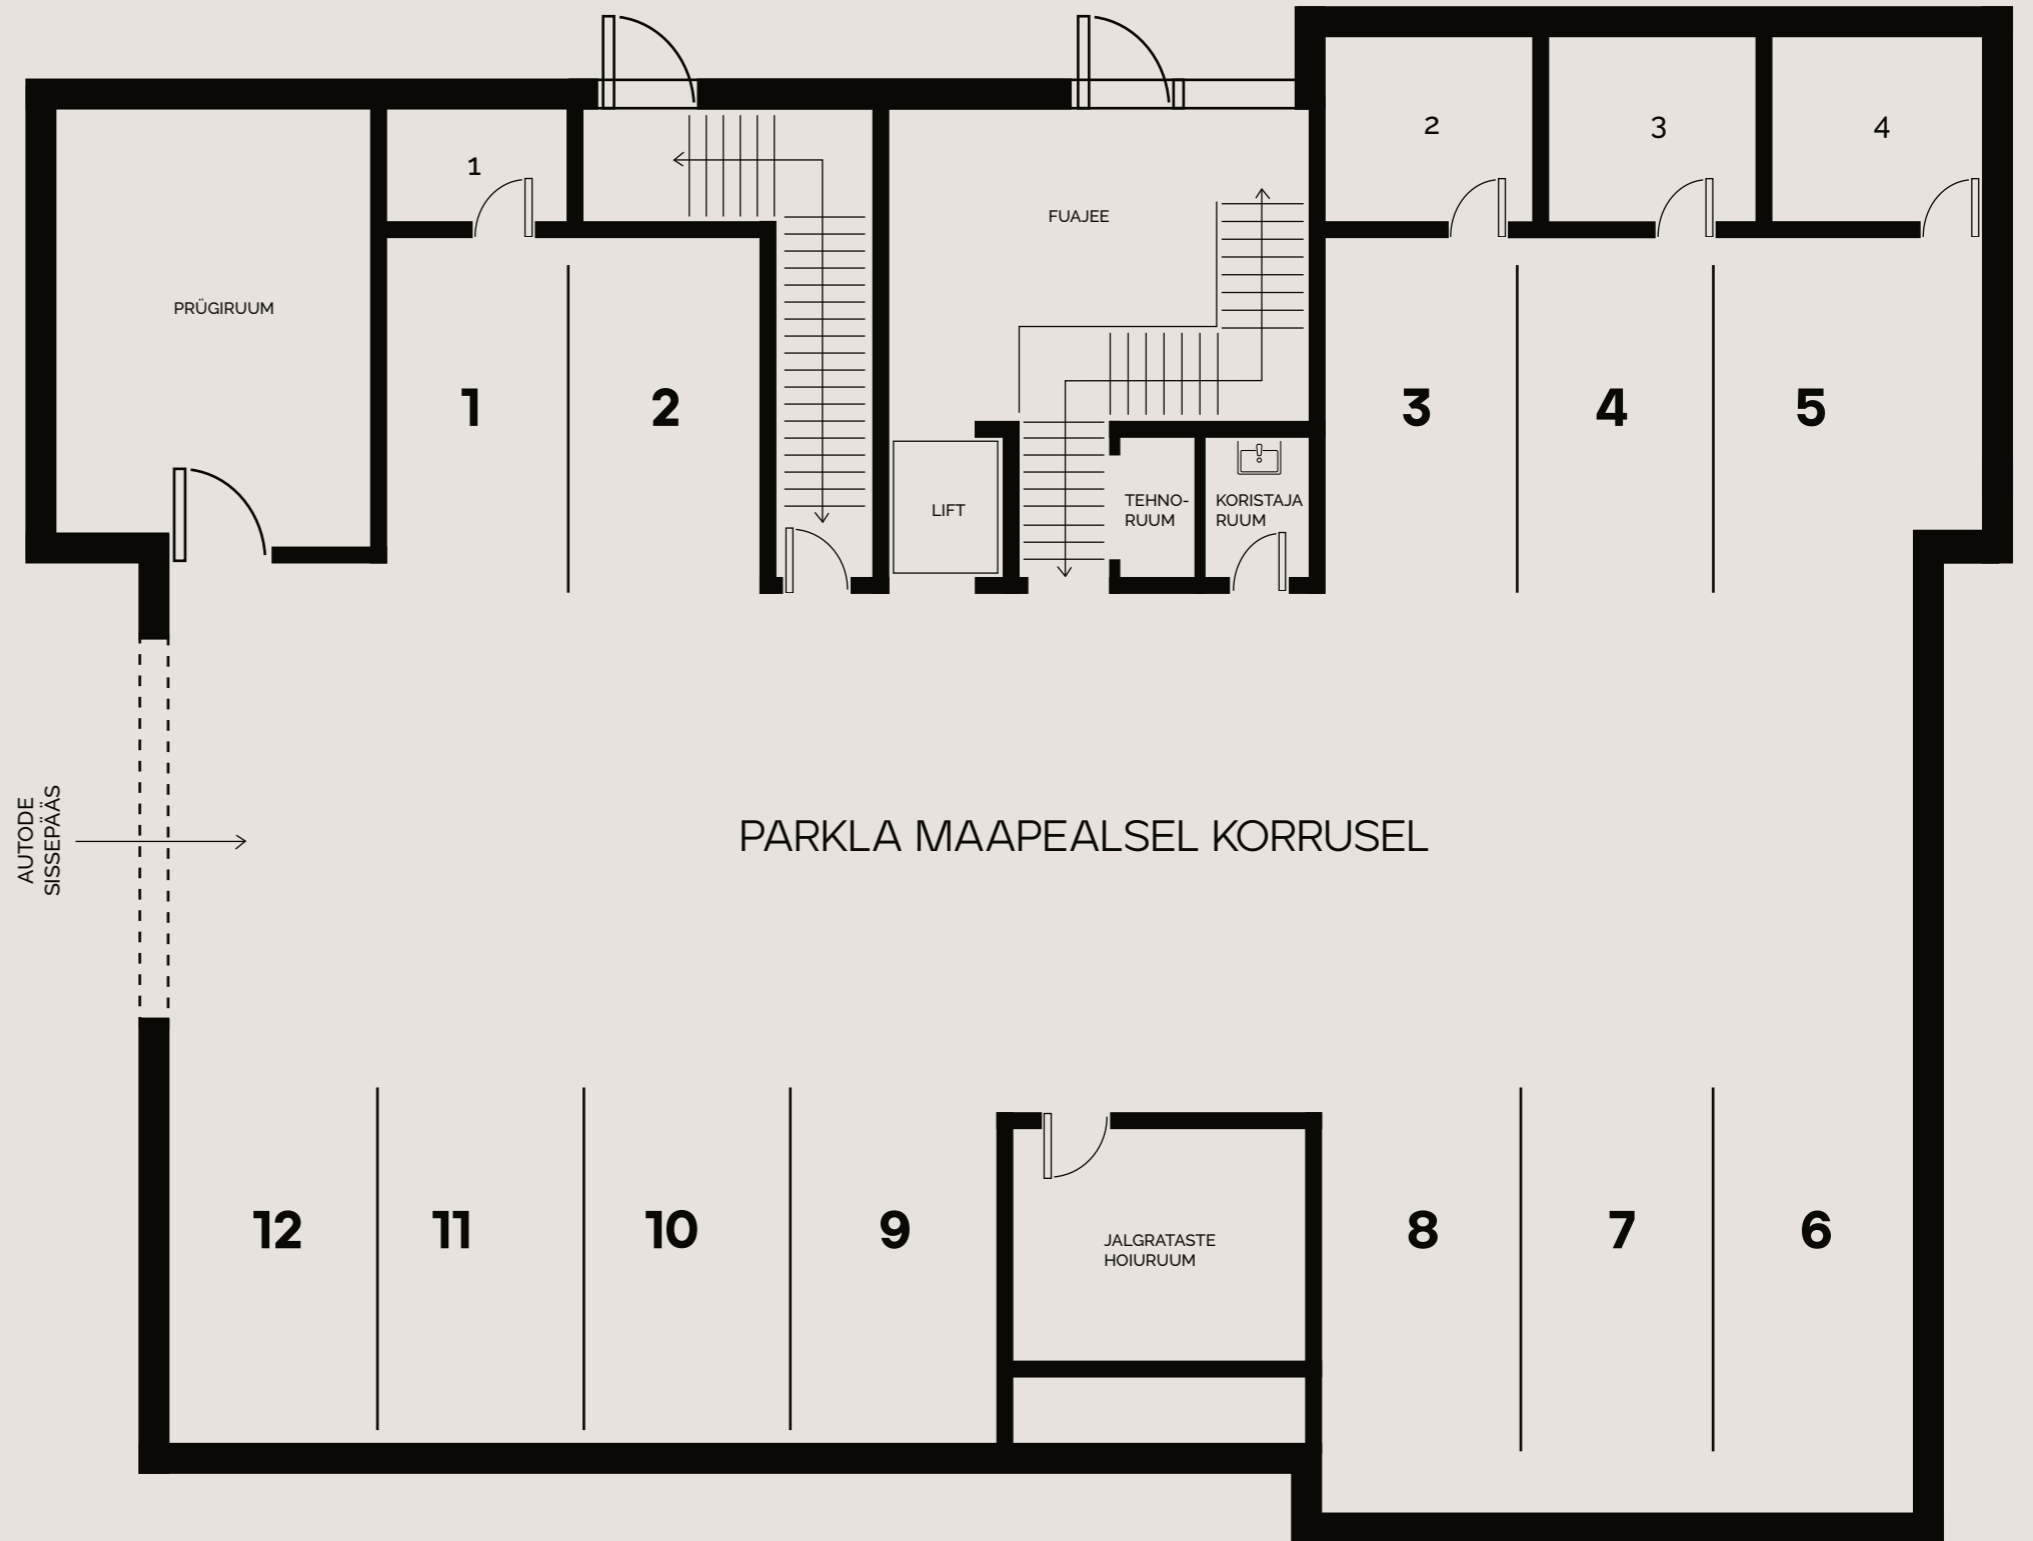 2
3
4
1
FUAJEE
PRÜGIRUUM
1
2
3
4
5
LIFT
TEHNO-
RUUM
KORISTAJA
RUUM
AUTODE
SISSEPÄÄS
PARKLA MAAPEALSEL KORRUSEL
12
11
10
9
JALGRATASTE
HOIURUUM
8
7
6